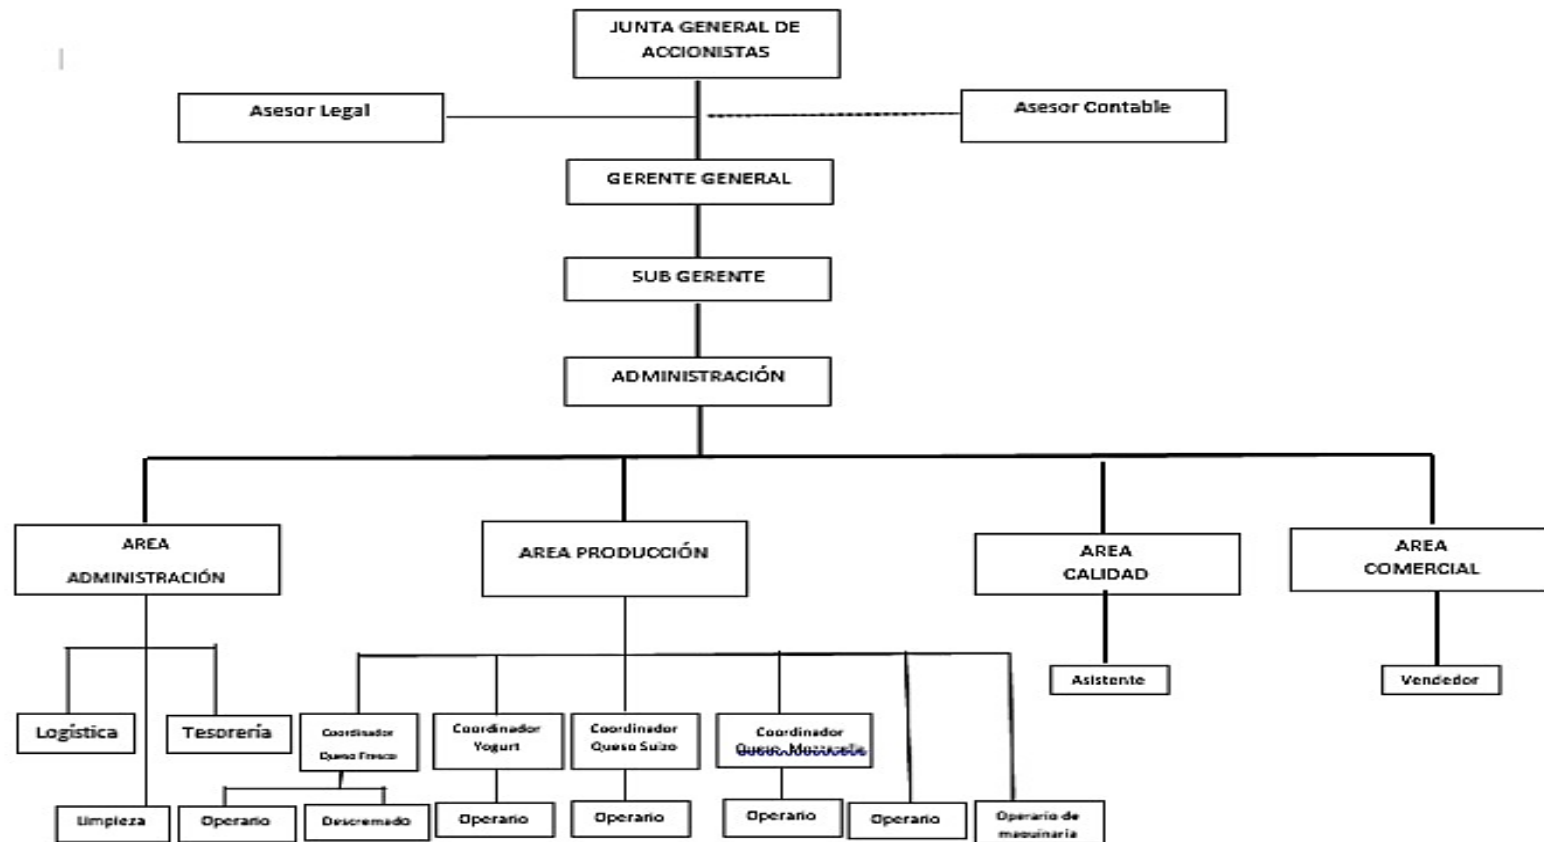 JUNTA GENERAL DE
ACCIONISTAS
Asesor Legal
Asesor Contable
GERENTE GENERAL
SUB GERENTE
ADMINISTRACIÓN
AREA
ADMINISTRACIÓN
AREA PRODUCCIÓN
AREA
CALIDAD
AREA
COMERCIAL
Asistente
Vendedor
Logística
Tesorería
Coordinador
Queso Fresco
Coordinador
Yogurt
Coordinador
Queso Suizo
Coordinador
Queso Mozzarella
Limpieza
Operario
Descremado
Operario
Operario
Operario
Operario
Operario de
maquinaria